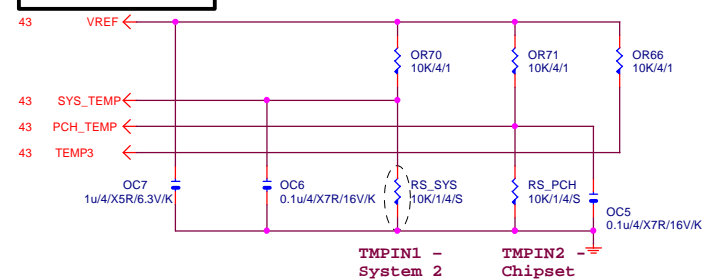 43 VREF
OR70
10K/4/1
OR71
10K/4/1
OR66
10K/4/1
43 SYS_TEMP
43 PCH_TEMP
43 TEMP3
OC7
1u/4/X5R/6.3V/K
OC6
0.1u/4/X7R/16V/K
RS_SYS
10K/1/4/S
RS_PCH
10K/1/4/S
OC5
0.1u/4/X7R/16V/K
TMPIN1 -
System 2
TMPIN2 -
Chipset